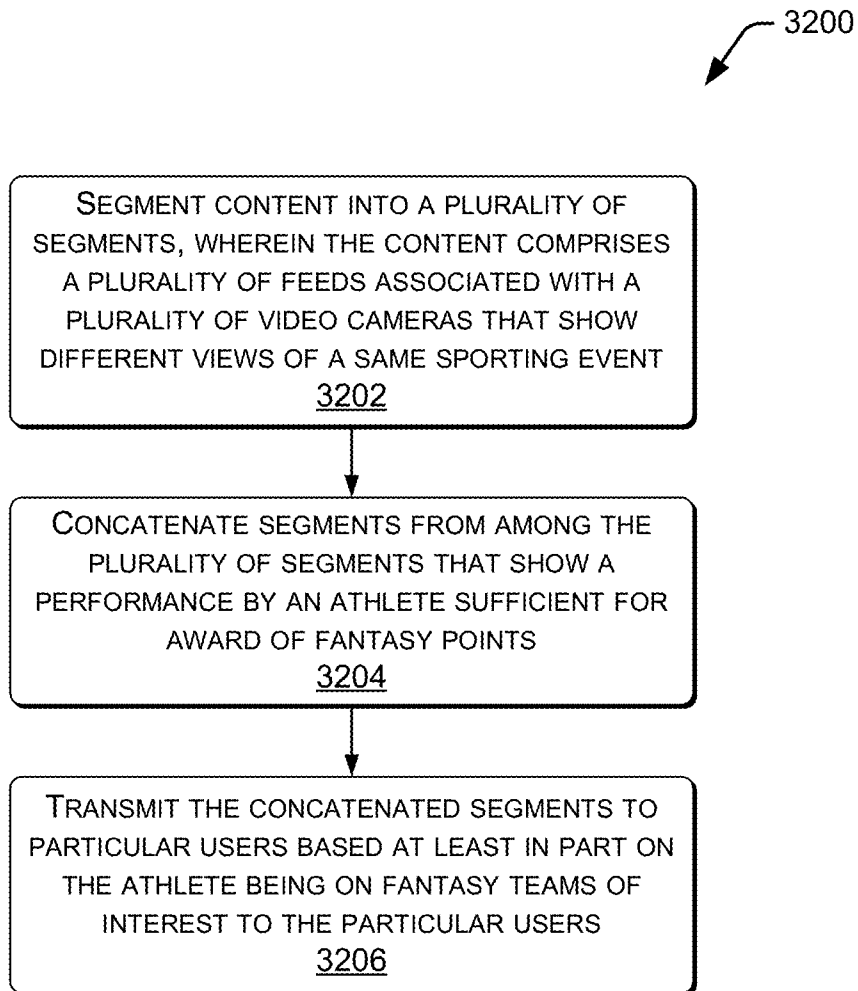 3200
SEGMENT CONTENT INTO A PLURALITY OF
SEGMENTS, WHEREIN THE CONTENT COMPRISES
A PLURALITY OF FEEDS ASSOCIATED WITH A
PLURALITY OF VIDEO CAMERAS THAT SHOW
DIFFERENT VIEWS OF A SAME SPORTING EVENT
3202
CONCATENATE SEGMENTS FROM AMONG THE
PLURALITY OF SEGMENTS THAT SHOW A
PERFORMANCE BY AN ATHLETE SUFFICIENT FOR
AWARD OF FANTASY POINTS
3204
TRANSMIT THE CONCATENATED SEGMENTS TO
PARTICULAR USERS BASED AT LEAST IN PART ON
THE ATHLETE BEING ON FANTASY TEAMS OF
INTEREST TO THE PARTICULAR USERS
3206